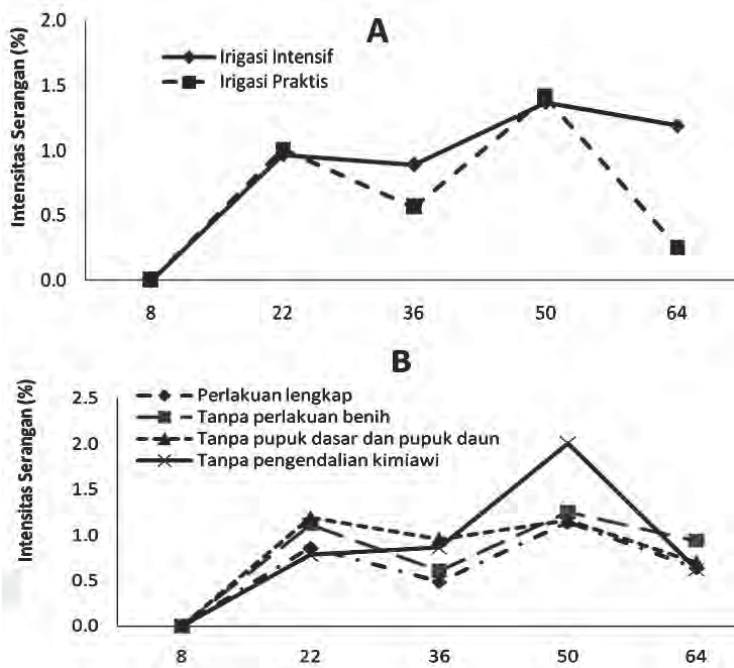 A
Irigasi Intensif
Irigasi Praktis
Intensitas Serangan (%)
2.0
1.5
1.0
0.5
0.0
8 22 36 50 64
B
Perlakuan lengkap
Tanpa perlakuan benih
Tanpa pupuk dasar dan pupuk daun
Tanpa pengendalian kimiawi
Intensitas Serangan (%)
2.5
2.0
1.5
1.0
0.5
0.0
8 22 36 50 64